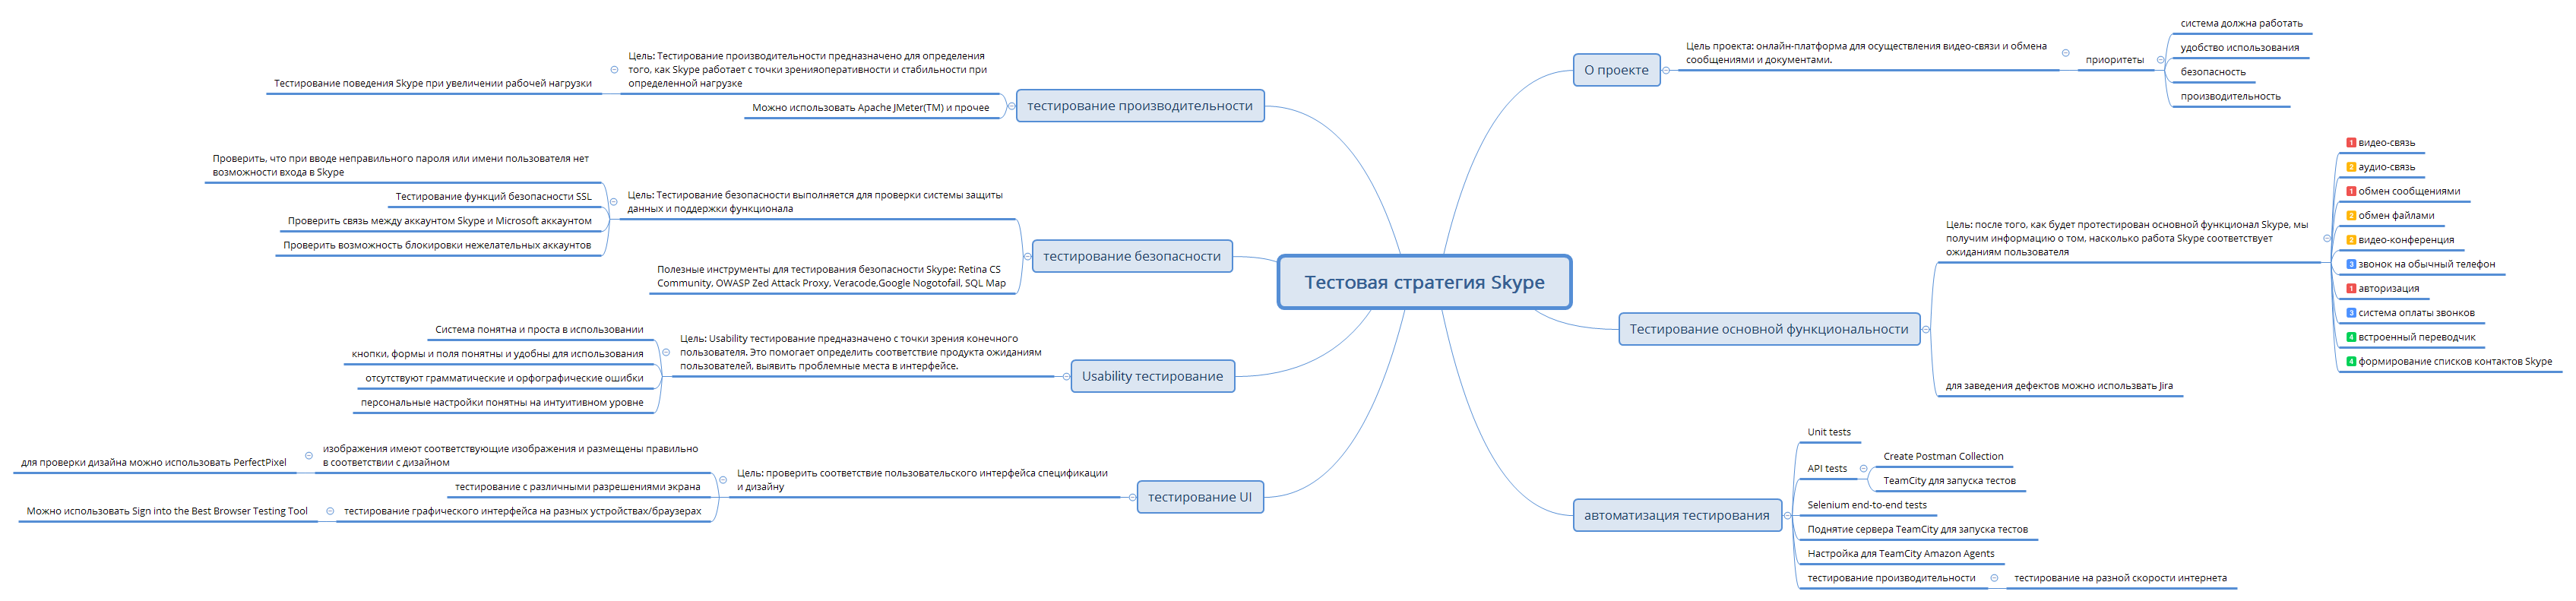 Тестовая стратегия Skype
О проекте
Цель проекта: онлайн-платформа для осуществления видео-связи и обмена
сообщениями и документами.
приоритеты
система должна работать
удобство использования
безопасность
производительность
Тестирование основной функциональности
Цель: после того, как будет протестирован основной функционал Skype, мы
получим информацию о том, насколько работа Skype соответствует
ожиданиям пользователя
1 видео-связь
2 аудио-связь
1 обмен сообщениями
2 обмен файлами
2 видео-конференция
3 звонок на обычный телефон
1 авторизация
3 система оплаты звонков
4 встроенный переводчик
4 формирование списков контактов Skype
для заведения дефектов можно использвать Jira
автоматизация тестирования
Unit tests
API tests
Create Postman Collection
TeamCity для запуска тестов
Selenium end-to-end tests
Поднятие сервера TeamCity для запуска тестов
Настройка для TeamCity Amazon Agents
тестирование производительности
тестирование на разной скорости интернета
тестирование производительности
Цель: Тестирование производительности предназначено для определения
того, как Skype работает с точки зренияоперативности и стабильности при
определенной нагрузке
Тестирование поведения Skype при увеличении рабочей нагрузки
Можно использовать Apache JMeter(TM) и прочее
тестирование безопасности
Цель: Тестирование безопасности выполняется для проверки системы защиты
данных и поддержки функционала
Проверить, что при вводе неправильного пароля или имени пользователя нет
возможности входа в Skype
Тестирование функций безопасности SSL
Проверить связь между аккаунтом Skype и Microsoft аккаунтом
Проверить возможность блокировки нежелательных аккаунтов
Полезные инструменты для тестирования безопасности Skype: Retina CS
Community, OWASP Zed Attack Proxy, Veracode,Google Nogotofail, SQL Map
Usability тестирование
Цель: Usability тестирование предназначено с точки зрения конечного
пользователя. Это помогает определить соответствие продукта ожиданиям
пользователей, выявить проблемные места в интерфейсе.
Система понятна и проста в использовании
кнопки, формы и поля понятны и удобны для использования
отсутствуют грамматические и орфографические ошибки
персональные настройки понятны на интуитивном уровне
тестирование UI
Цель: проверить соответствие пользовательского интерфейса спецификации
и дизайну
изображения имеют соответствующие изображения и размещены правильно
в соответствии с дизайном
для проверки дизайна можно использовать PerfectPixel
тестирование с различными разрешениями экрана
тестирование графического интерфейса на разных устройствах/браузерах
Можно использовать Sign into the Best Browser Testing Tool